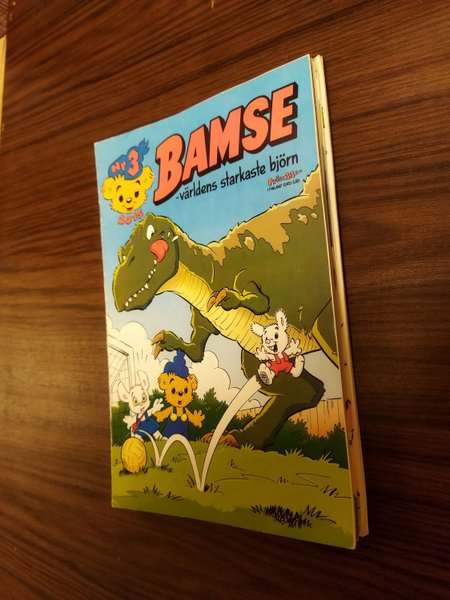 Nr 3
BAMSE
-världens starkaste björn